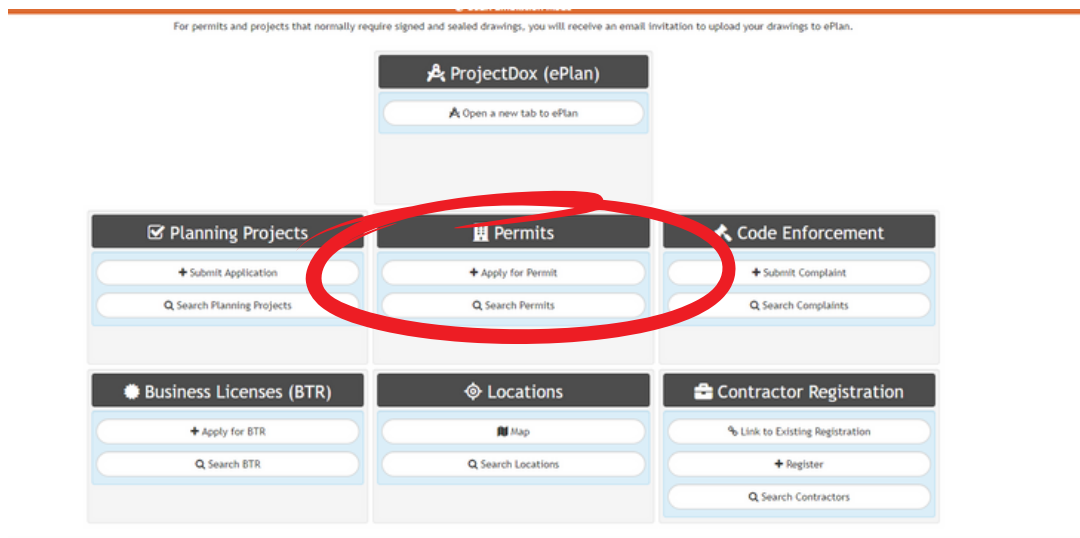 For permits and projects that normally require signed and sealed drawings, you will receive an email invitation to upload your drawings to ePlan.
ProjectDox (ePlan)
Open a new tab to ePlan
Planning Projects
Submit Application
Search Planning Projects
Permits
Apply for Permit
Search Permits
Code Enforcement
Submit Complaint
Search Complaints
Business Licenses (BTR)
Apply for BTR
Search BTR
Locations
Map
Search Locations
Contractor Registration
Link to Existing Registration
Register
Search Contractors